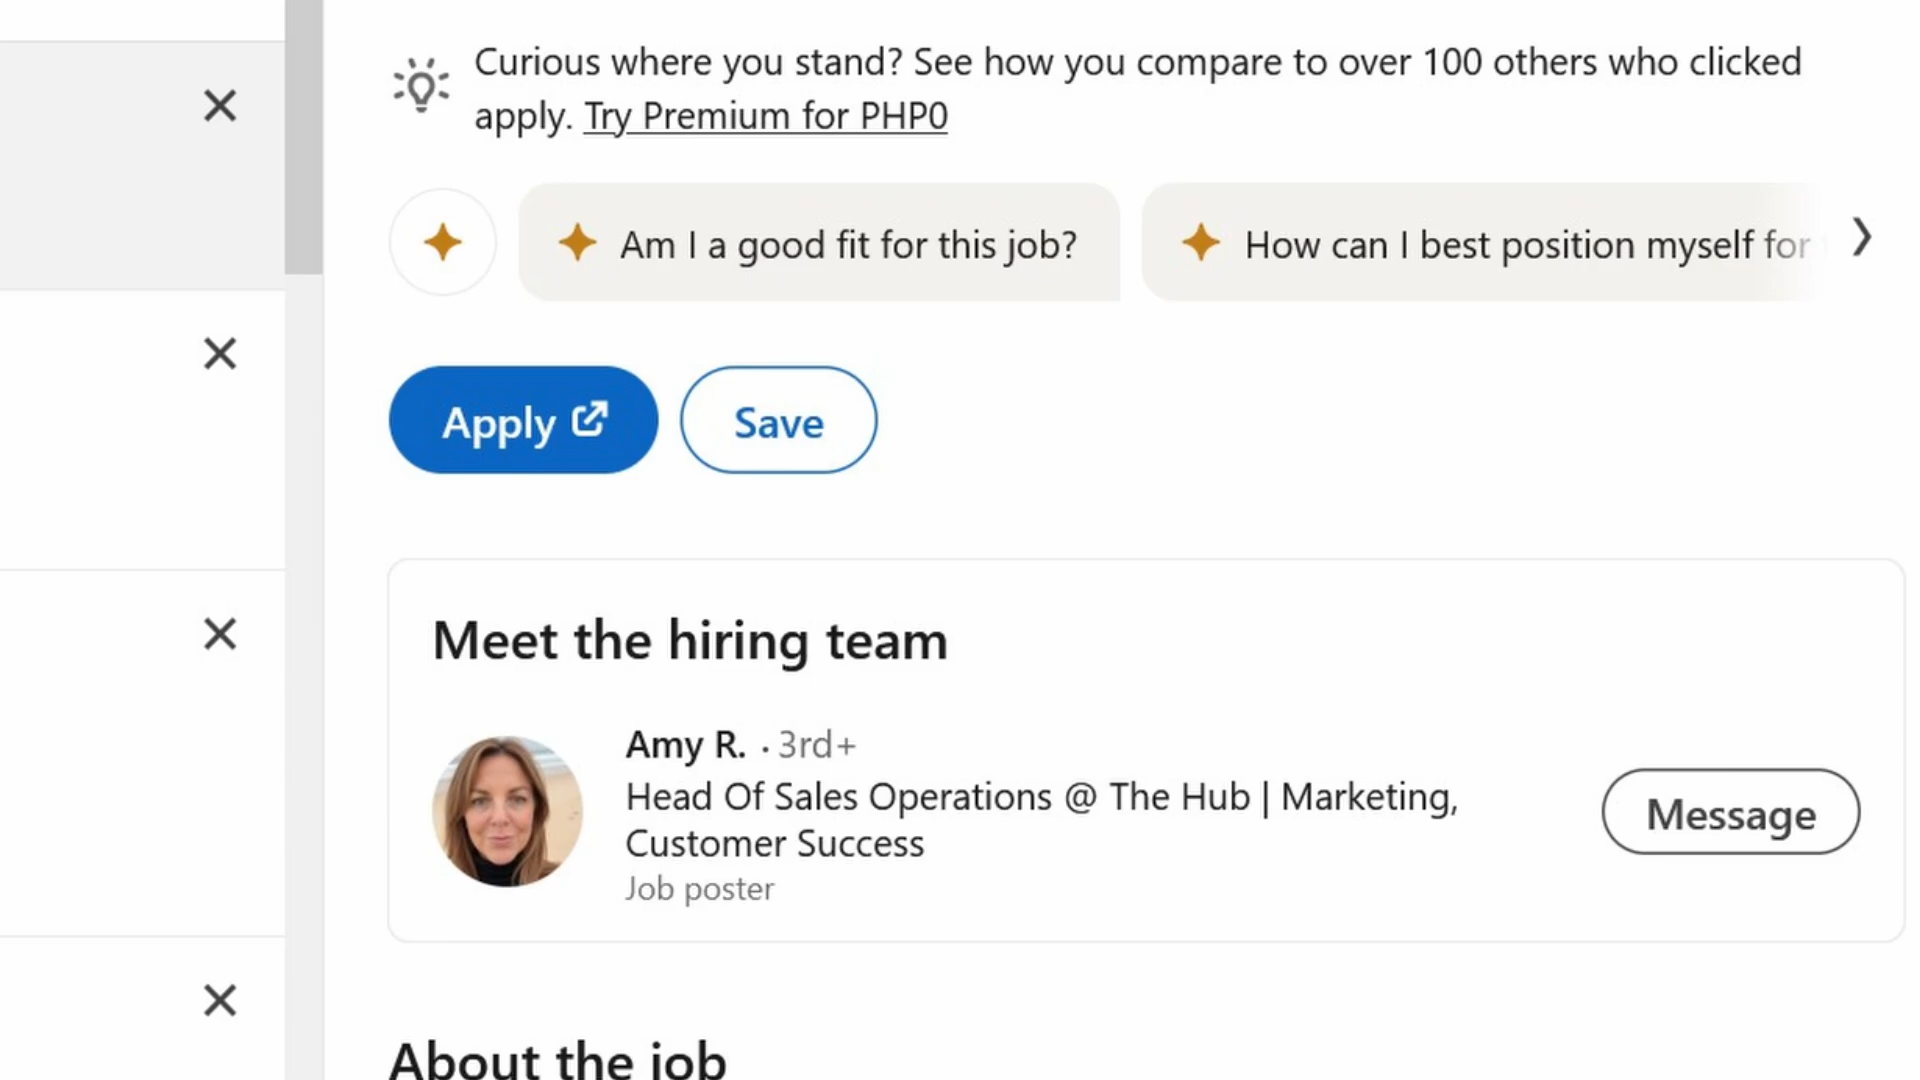 Curious where you stand? See how you compare to over 100 others who clicked
apply. Try Premium for PHP0
Am I a good fit for this job?
How can I best position myself for
Apply
Save
Meet the hiring team
Amy R. · 3rd+
Head Of Sales Operations @ The Hub | Marketing,
Customer Success
Job poster
Message
About the job